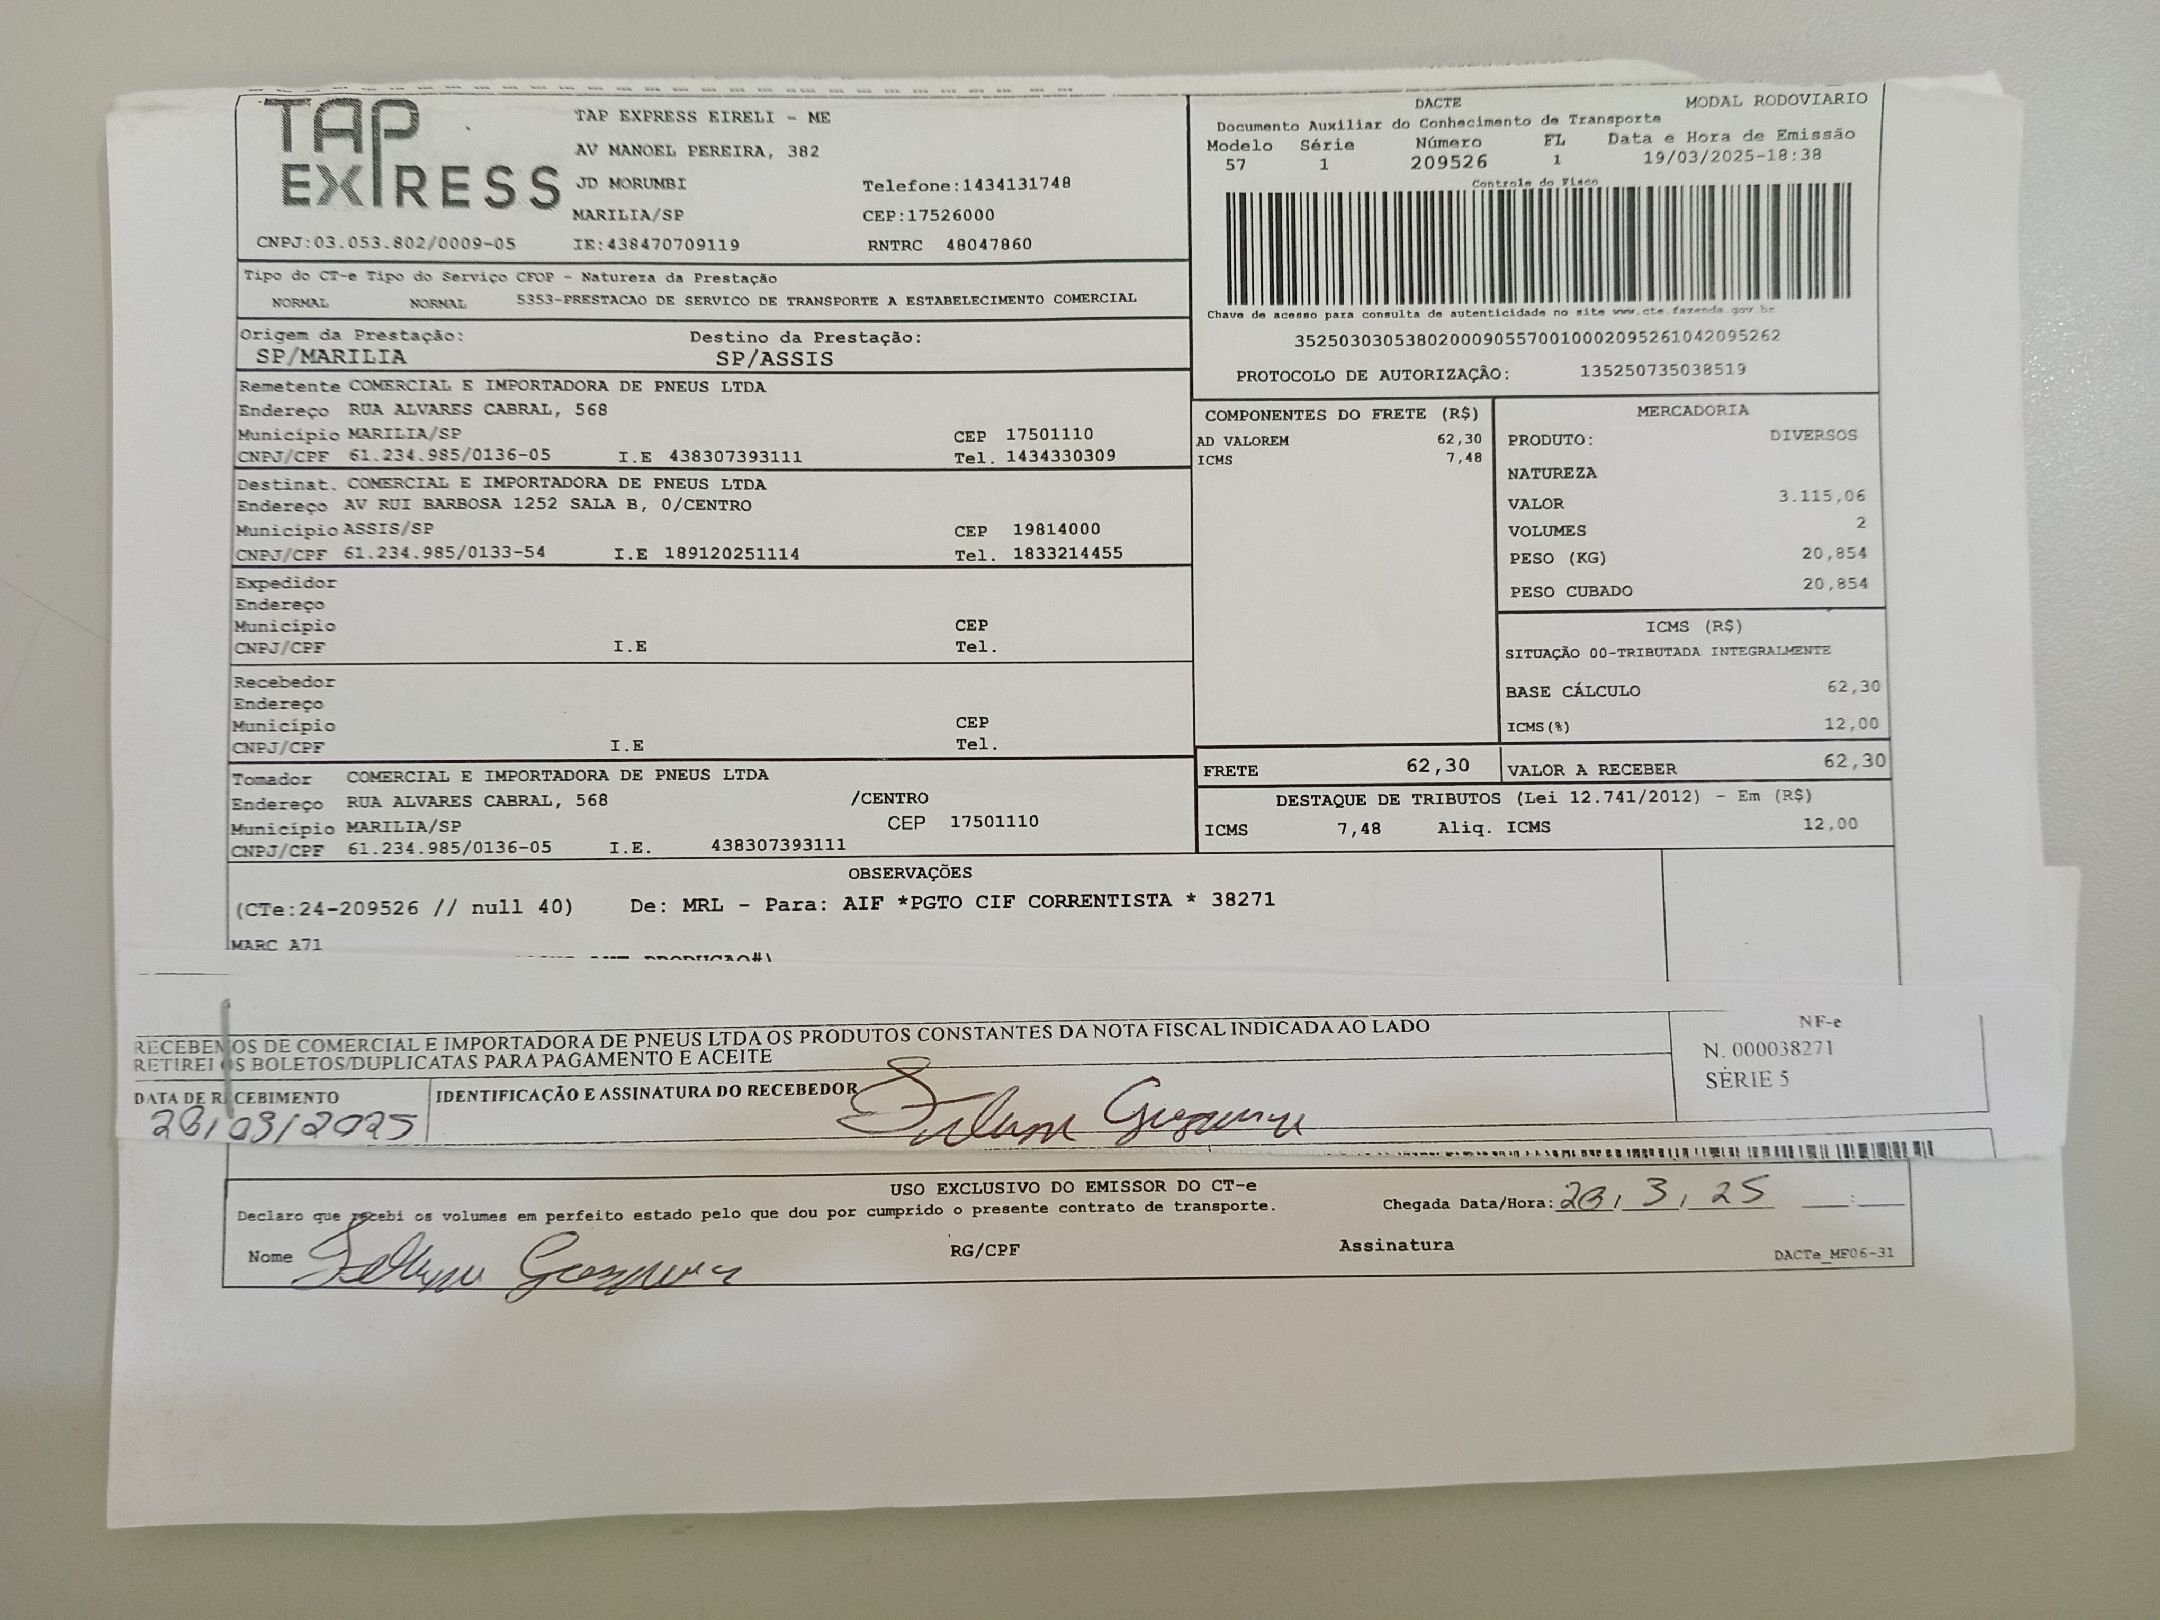 TAP
EXPRESS
TAP EXPRESS EIRELI - ME
AV MANOEL PEREIRA, 382
JD MORUMBI Telefone:1434131748
MARILIA/SP CEP:17526000
CNPJ:03.053.802/0009-05 IE:438470709119 RNTRC 48047860
DACTE MODAL RODOVIARIO
Documento Auxiliar do Conhecimento de Transporte
Modelo Série Número FL Data e Hora de Emissão
57 1 209526 1 19/03/2025-18:38
Controle do Fisco
Chave de acesso para consulta de autenticidade no site www.cte.fazenda.gov.br
35250303053802000905570010002095261042095262
PROTOCOLO DE AUTORIZAÇÃO: 135250735038519
Tipo do CT-e Tipo do Serviço CFOP - Natureza da Prestação
NORMAL NORMAL 5353-PRESTACAO DE SERVICO DE TRANSPORTE A ESTABELECIMENTO COMERCIAL
Origem da Prestação: Destino da Prestação:
SP/MARILIA SP/ASSIS
Remetente COMERCIAL E IMPORTADORA DE PNEUS LTDA
Endereço RUA ALVARES CABRAL, 568
Município MARILIA/SP CEP 17501110
CNPJ/CPF 61.234.985/0136-05 I.E 438307393111 Tel. 1434330309
Destinat. COMERCIAL E IMPORTADORA DE PNEUS LTDA
Endereço AV RUI BARBOSA 1252 SALA B, 0/CENTRO
Município ASSIS/SP CEP 19814000
CNPJ/CPF 61.234.985/0133-54 I.E 189120251114 Tel. 1833214455
Expedidor
Endereço
Município CEP
CNPJ/CPF I.E Tel.
Recebedor
Endereço
Município CEP
CNPJ/CPF I.E Tel.
Tomador COMERCIAL E IMPORTADORA DE PNEUS LTDA
Endereço RUA ALVARES CABRAL, 568 /CENTRO
Município MARILIA/SP CEP 17501110
CNPJ/CPF 61.234.985/0136-05 I.E. 438307393111
COMPONENTES DO FRETE (R$)
AD VALOREM 62,30
ICMS 7,48
MERCADORIA
PRODUTO: DIVERSOS
NATUREZA
VALOR 3.115,06
VOLUMES 2
PESO (KG) 20,854
PESO CUBADO 20,854
ICMS (R$)
SITUAÇÃO 00-TRIBUTADA INTEGRALMENTE
BASE CÁLCULO 62,30
ICMS(%) 12,00
FRETE 62,30 VALOR A RECEBER 62,30
DESTAQUE DE TRIBUTOS (Lei 12.741/2012) - Em (R$)
ICMS 7,48 Aliq. ICMS 12,00
OBSERVAÇÕES
(CTe:24-209526 // null 40) De: MRL - Para: AIF *PGTO CIF CORRENTISTA * 38271
MARC A71
RECEBEMOS DE COMERCIAL E IMPORTADORA DE PNEUS LTDA OS PRODUTOS CONSTANTES DA NOTA FISCAL INDICADA AO LADO
RETIREI OS BOLETOS/DUPLICATAS PARA PAGAMENTO E ACEITE
NF-e
N. 000038271
SÉRIE 5
DATA DE RECEBIMENTO IDENTIFICAÇÃO E ASSINATURA DO RECEBEDOR
USO EXCLUSIVO DO EMISSOR DO CT-e
Declaro que recebi os volumes em perfeito estado pelo que dou por cumprido o presente contrato de transporte.
Chegada Data/Hora:
Nome RG/CPF Assinatura DACTe_MF06-31